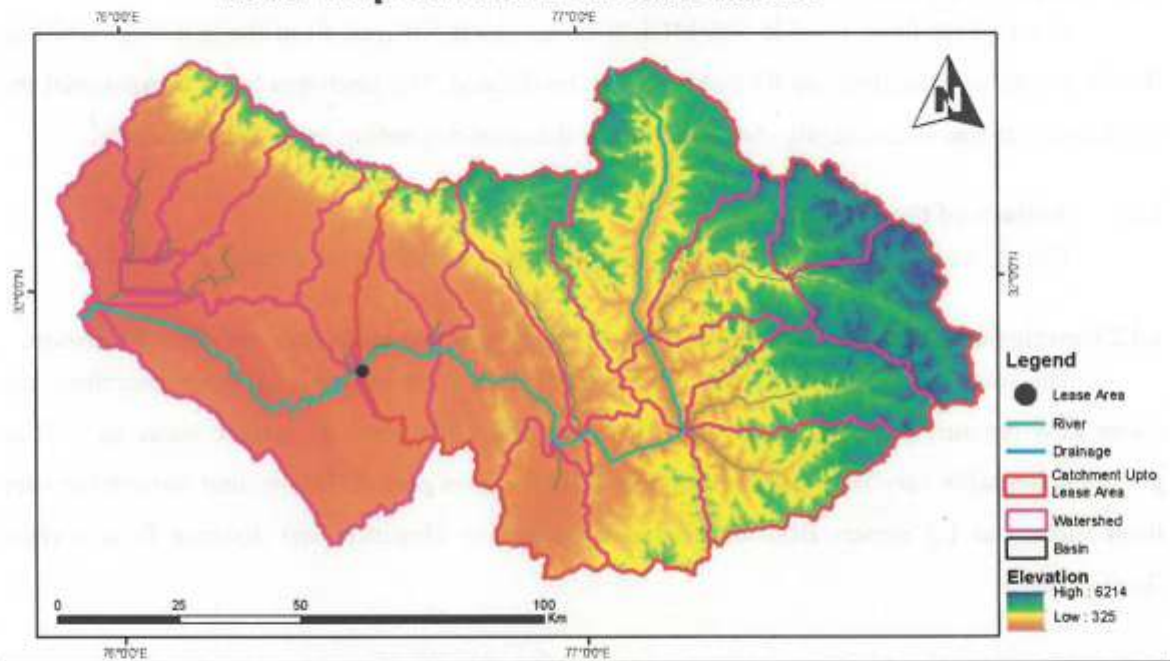 76°0'0"E 77°0'0"E
N
32°0'0"N 32°0'0"N
Legend
Lease Area
River
Drainage
Catchment Upto
Lease Area
Watershed
Basin
Elevation
High : 6214
Low : 325
0 25 50 100
Km
76°0'0"E 77°0'0"E